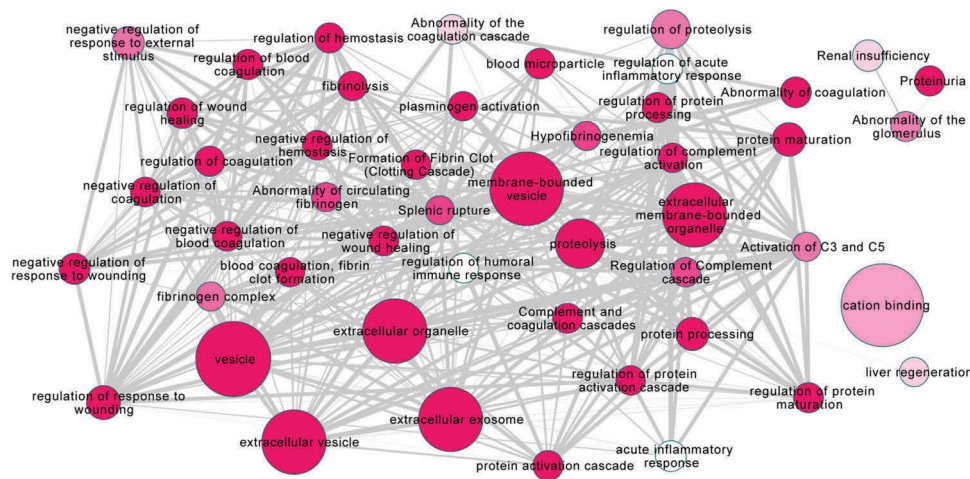 negative regulation of
response to external
stimulus
regulation of hemostasis
Abnormality of the
coagulation cascade
regulation of proteolysis
regulation of blood
coagulation
blood microparticle
regulation of acute
inflammatory response
Renal insufficiency
Proteinuria
fibrinolysis
Abnormality of coagulation
regulation of wound
healing
plasminogen activation
regulation of protein
processing
Abnormality of the
glomerulus
negative regulation of
hemostasis
Hypofibrinogenemia
protein maturation
regulation of coagulation
Formation of Fibrin Clot
(Clotting Cascade)
regulation of complement
activation
negative regulation of
coagulation
Abnormality of circulating
fibrinogen
membrane-bounded
vesicle
Splenic rupture
extracellular
membrane-bounded
organelle
negative regulation of
blood coagulation
negative regulation of
wound healing
proteolysis
Activation of C3 and C5
negative regulation of
response to wounding
blood coagulation, fibrin
clot formation
regulation of humoral
immune response
Regulation of Complement
cascade
fibrinogen complex
cation binding
extracellular organelle
Complement and
coagulation cascades
protein processing
vesicle
liver regeneration
regulation of response to
wounding
regulation of protein
activation cascade
regulation of protein
maturation
extracellular vesicle
extracellular exosome
protein activation cascade
acute inflammatory
response